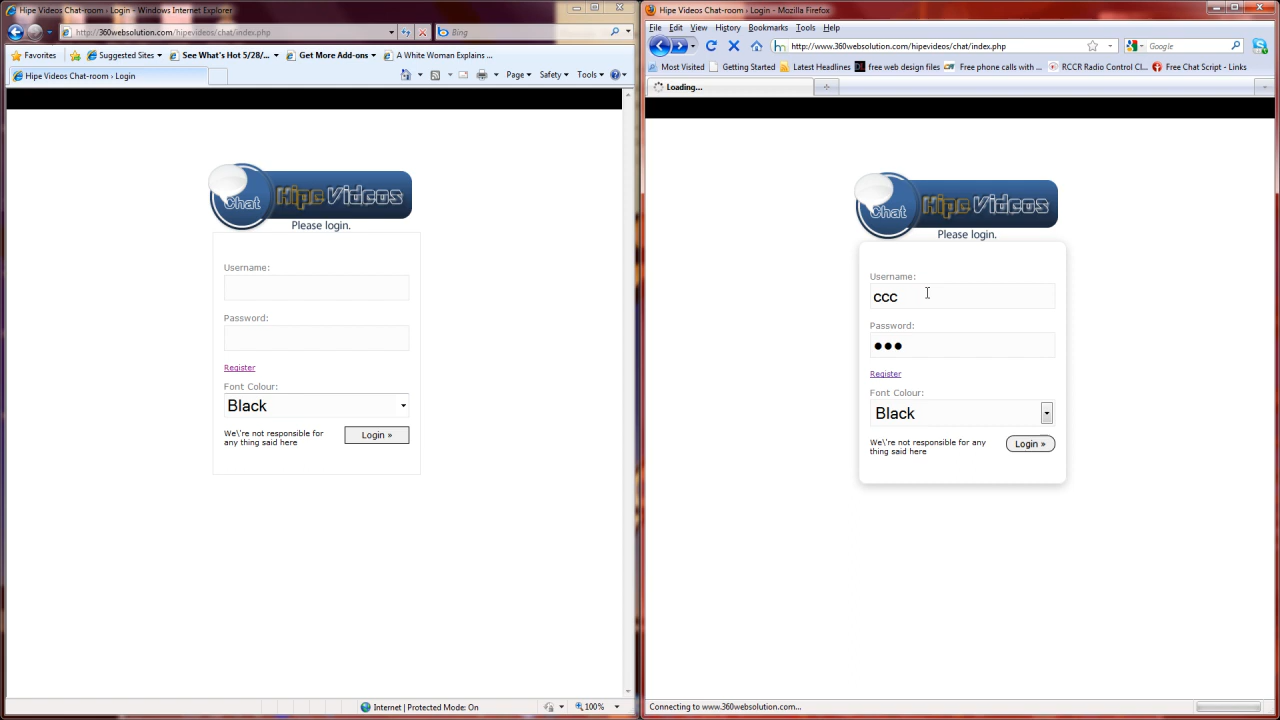 Hipe Videos Chat-room › Login - Windows Internet Explorer
http://360websolution.com/hipevideos/chat/index.php
Bing
Favorites
Suggested Sites
See What's Hot 5/28/...
Get More Add-ons
A White Woman Explains ...
Hipe Videos Chat-room › Login
Page
Safety
Tools
Chat
Hipe Videos
Please login.
Username:
Password:
Register
Font Colour:
Black
We\'re not responsible for
any thing said here
Login »
Internet | Protected Mode: On
100%
Hipe Videos Chat-room › Login - Mozilla Firefox
File Edit View History Bookmarks Tools Help
http://www.360websolution.com/hipevideos/chat/index.php
Google
Most Visited
Getting Started
Latest Headlines
free web design files
Free phone calls with ...
RCCR Radio Control Cl...
Free Chat Script - Links
Loading...
Chat
Hipe Videos
Please login.
Username:
ccc
Password:
Register
Font Colour:
Black
We\'re not responsible for any
thing said here
Login »
Connecting to www.360websolution.com...